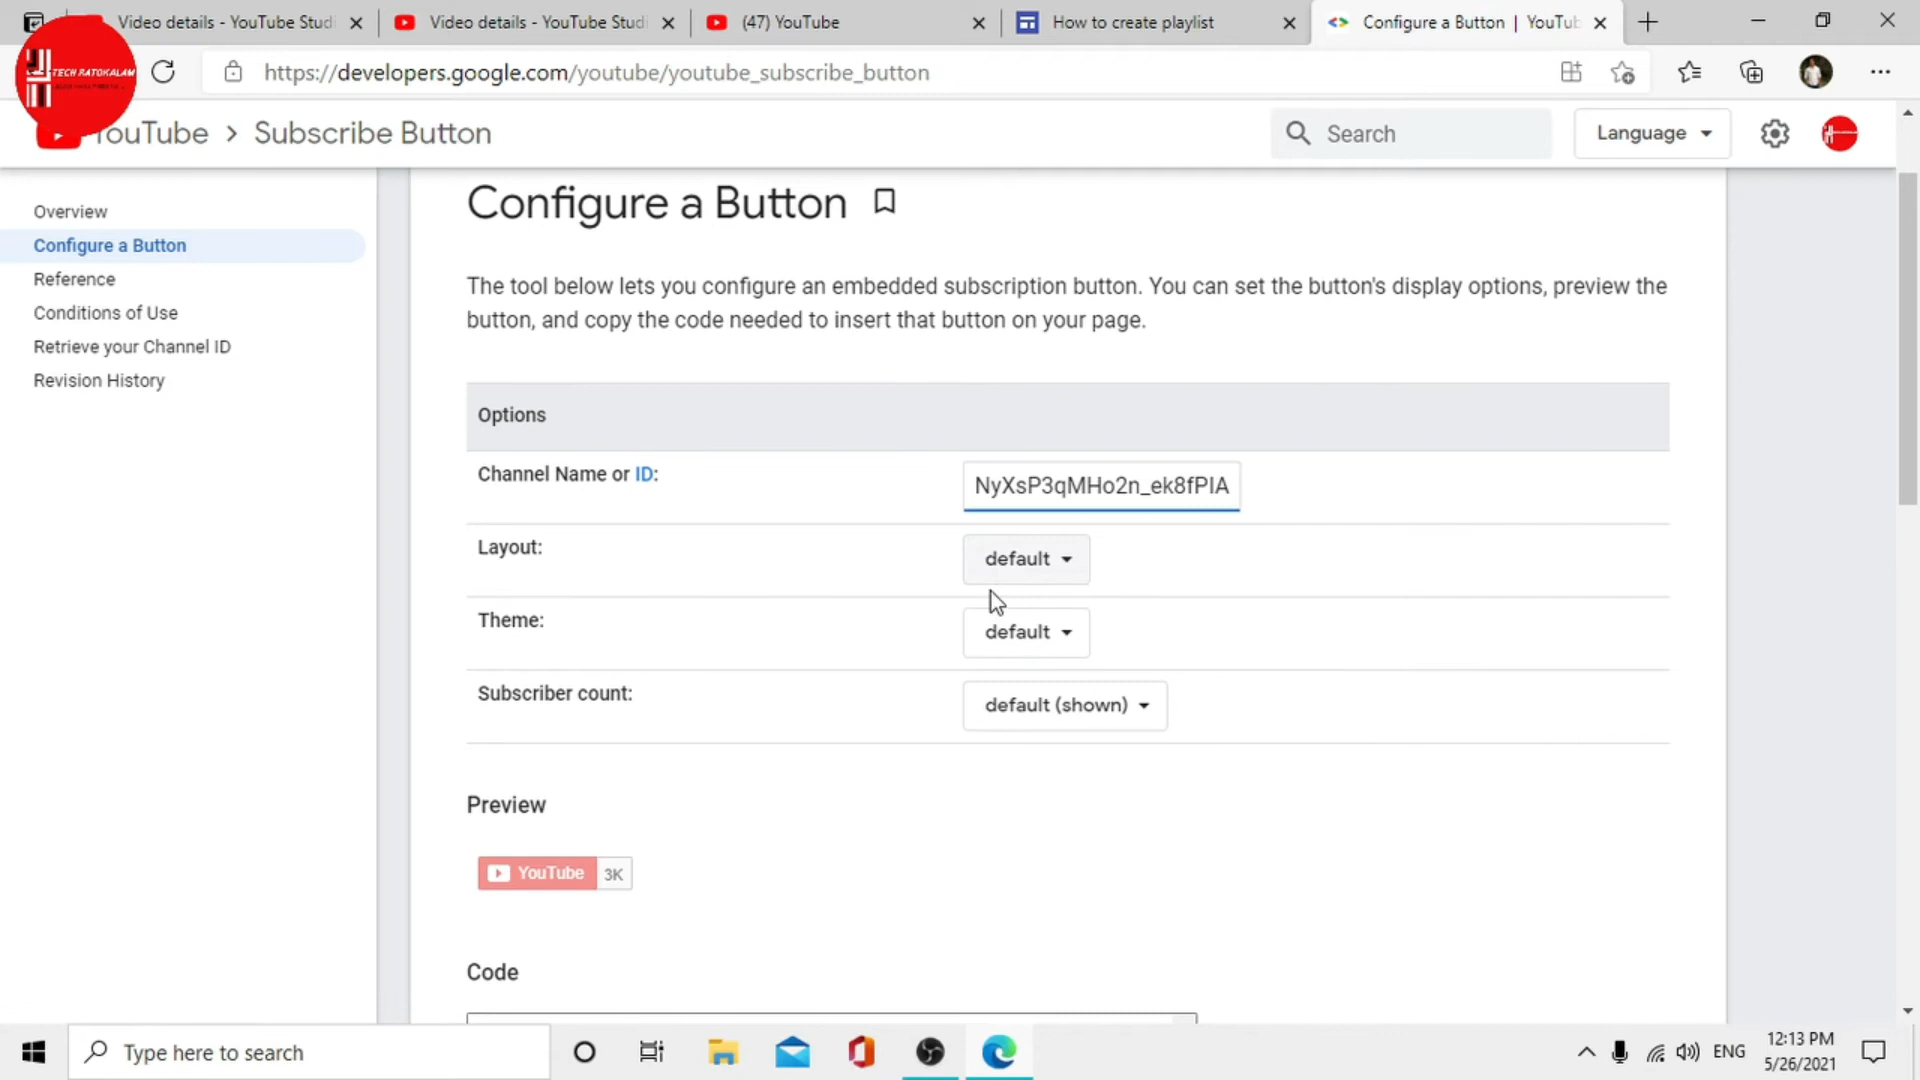 Video details - YouTube Studi
Video details - YouTube Studi
(47) YouTube
How to create playlist
Configure a Button | YouTub
https://developers.google.com/youtube/youtube_subscribe_button
TECH RATOKALAM
YouTube > Subscribe Button
Search
Language
Overview
Configure a Button
Reference
Conditions of Use
Retrieve your Channel ID
Revision History
Configure a Button
The tool below lets you configure an embedded subscription button. You can set the button's display options, preview the
button, and copy the code needed to insert that button on your page.
Options
Channel Name or ID:
NyXsP3qMHo2n_ek8fPIA
Layout:
default
Theme:
default
Subscriber count:
default (shown)
Preview
YouTube 3K
Code
Type here to search
ENG
12:13 PM
5/26/2021